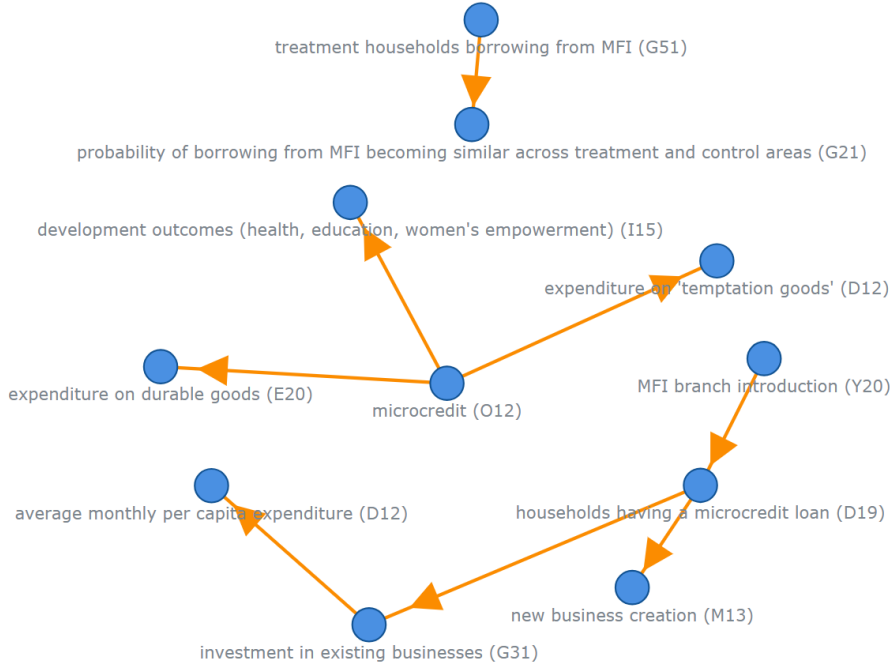 treatment households borrowing from MFI (G51)
probability of borrowing from MFI becoming similar across treatment and control areas (G21)
development outcomes (health, education, women's empowerment) (I15)
expenditure on 'temptation goods' (D12)
MFI branch introduction (Y20)
expenditure on durable goods (E20)
microcredit (O12)
average monthly per capita expenditure (D12)
households having a microcredit loan (D19)
new business creation (M13)
investment in existing businesses (G31)